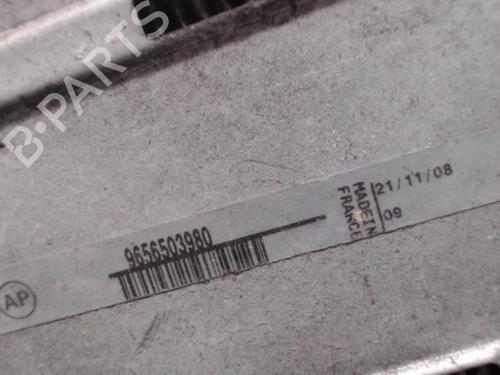 B-PARTS
9656503980
AP
MADE IN
FRANCE
21/11/08
09